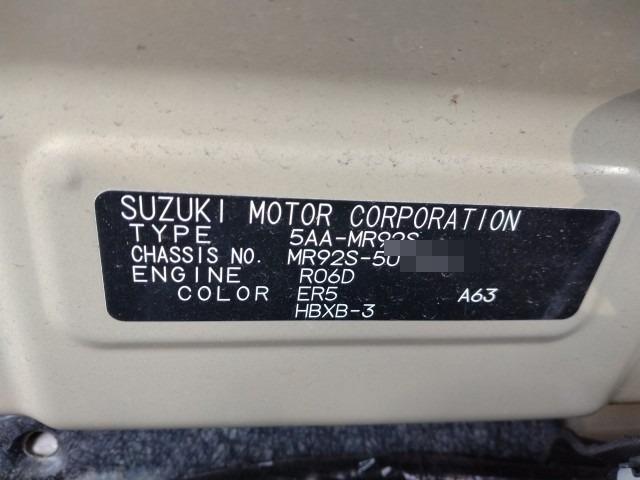 SUZUKI MOTOR CORPORATION
TYPE 5AA-MR92S
CHASSIS NO. MR92S-50
ENGINE R06D
COLOR ER5 A63
HBXB-3